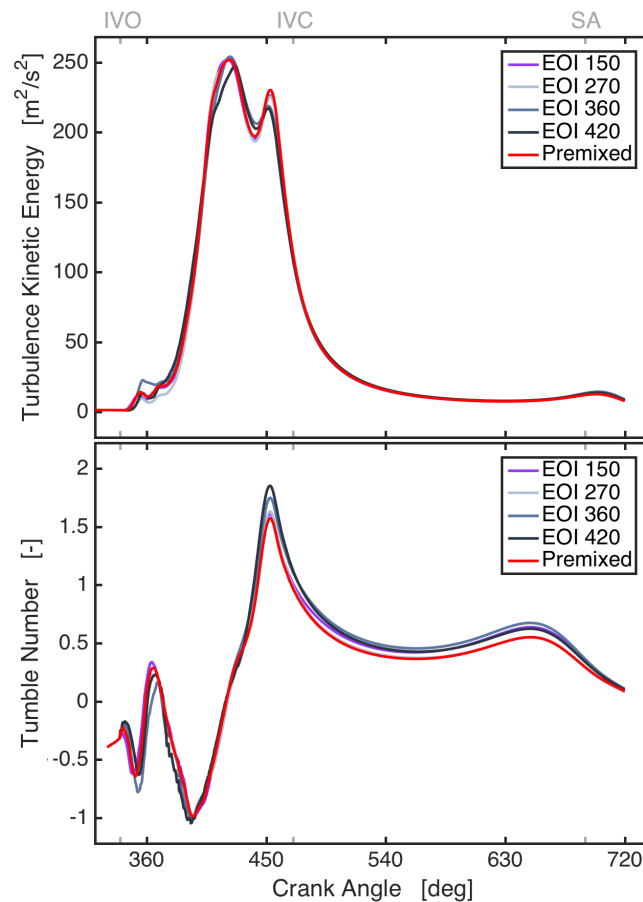 IVO IVC SA
Turbulence Kinetic Energy [m²/s²]
250
200
150
100
50
0
EOI 150
EOI 270
EOI 360
EOI 420
Premixed
Tumble Number [-]
2
1.5
1
0.5
0
-0.5
-1
EOI 150
EOI 270
EOI 360
EOI 420
Premixed
360 450 540 630 720
Crank Angle [deg]